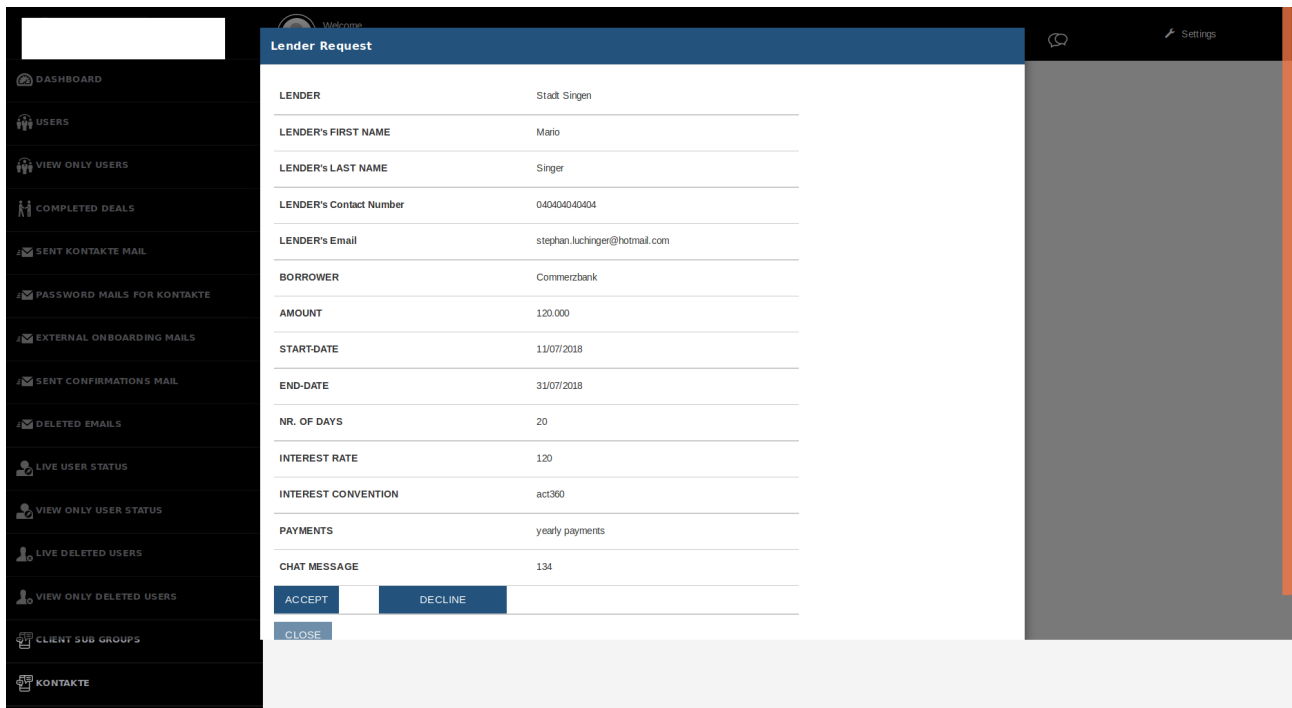 Welcome
Settings
Lender Request
DASHBOARD
USERS
VIEW ONLY USERS
COMPLETED DEALS
SENT KONTAKTE MAIL
PASSWORD MAILS FOR KONTAKTE
EXTERNAL ONBOARDING MAILS
SENT CONFIRMATIONS MAIL
DELETED EMAILS
LIVE USER STATUS
VIEW ONLY USER STATUS
LIVE DELETED USERS
VIEW ONLY DELETED USERS
CLIENT SUB GROUPS
KONTAKTE
LENDER Stadt Singen
LENDER's FIRST NAME Mario
LENDER's LAST NAME Singer
LENDER's Contact Number 040404040404
LENDER's Email stephan.luchinger@hotmail.com
BORROWER Commerzbank
AMOUNT 120.000
START-DATE 11/07/2018
END-DATE 31/07/2018
NR. OF DAYS 20
INTEREST RATE 120
INTEREST CONVENTION act360
PAYMENTS yearly payments
CHAT MESSAGE 134
ACCEPT DECLINE
CLOSE